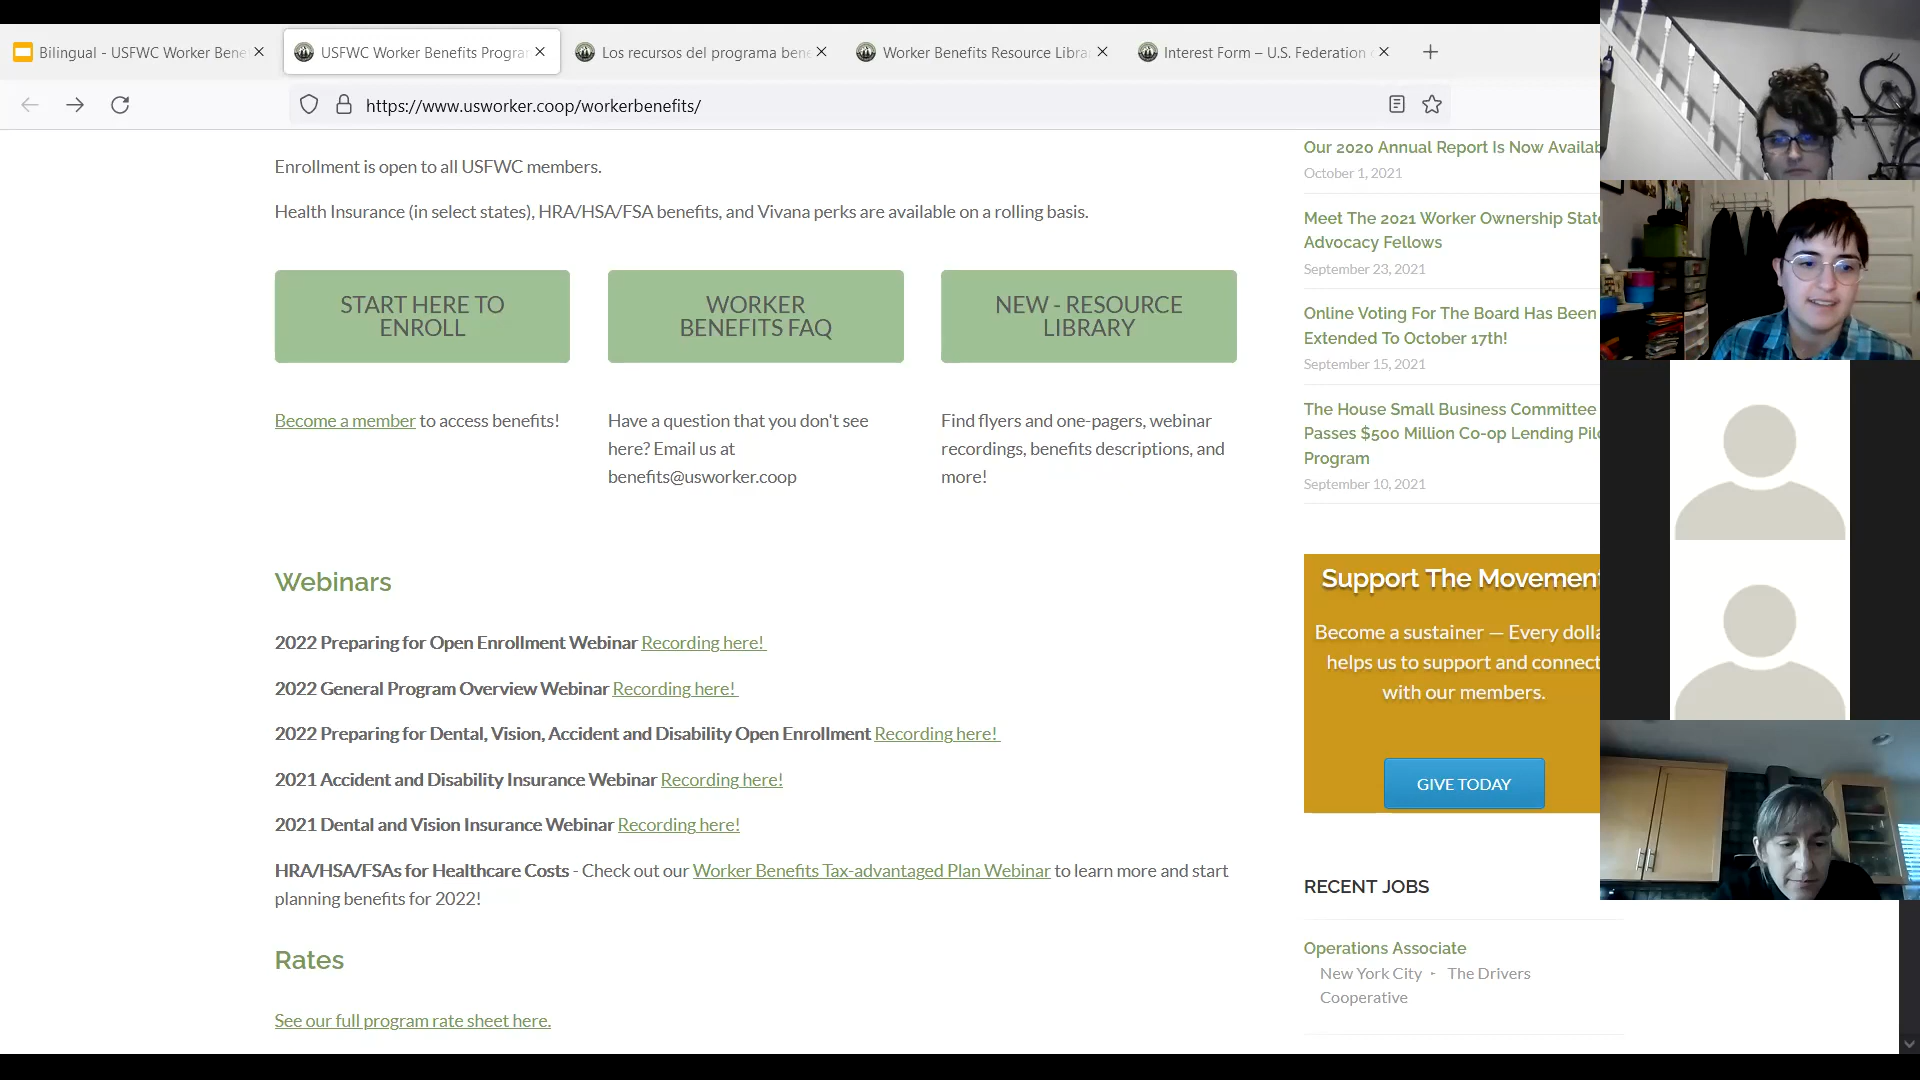 Bilingual - USFWC Worker Bene
USFWC Worker Benefits Progra
Los recursos del programa bene
Worker Benefits Resource Libra
Interest Form – U.S. Federation
https://www.usworker.coop/workerbenefits/
Enrollment is open to all USFWC members.
Health Insurance (in select states), HRA/HSA/FSA benefits, and Vivana perks are available on a rolling basis.
START HERE TO
ENROLL
WORKER
BENEFITS FAQ
NEW - RESOURCE
LIBRARY
Become a member to access benefits!
Have a question that you don't see
here? Email us at
benefits@usworker.coop
Find flyers and one-pagers, webinar
recordings, benefits descriptions, and
more!
Webinars
2022 Preparing for Open Enrollment Webinar Recording here!
2022 General Program Overview Webinar Recording here!
2022 Preparing for Dental, Vision, Accident and Disability Open Enrollment Recording here!
2021 Accident and Disability Insurance Webinar Recording here!
2021 Dental and Vision Insurance Webinar Recording here!
HRA/HSA/FSAs for Healthcare Costs - Check out our Worker Benefits Tax-advantaged Plan Webinar to learn more and start
planning benefits for 2022!
Rates
See our full program rate sheet here.
Our 2020 Annual Report Is Now Availab
October 1, 2021
Meet The 2021 Worker Ownership State
Advocacy Fellows
September 23, 2021
Online Voting For The Board Has Been
Extended To October 17th!
September 15, 2021
The House Small Business Committee
Passes $500 Million Co-op Lending Pilo
Program
September 10, 2021
Support The Movement
Become a sustainer — Every dolla
helps us to support and connect
with our members.
GIVE TODAY
RECENT JOBS
Operations Associate
New York City - The Drivers
Cooperative